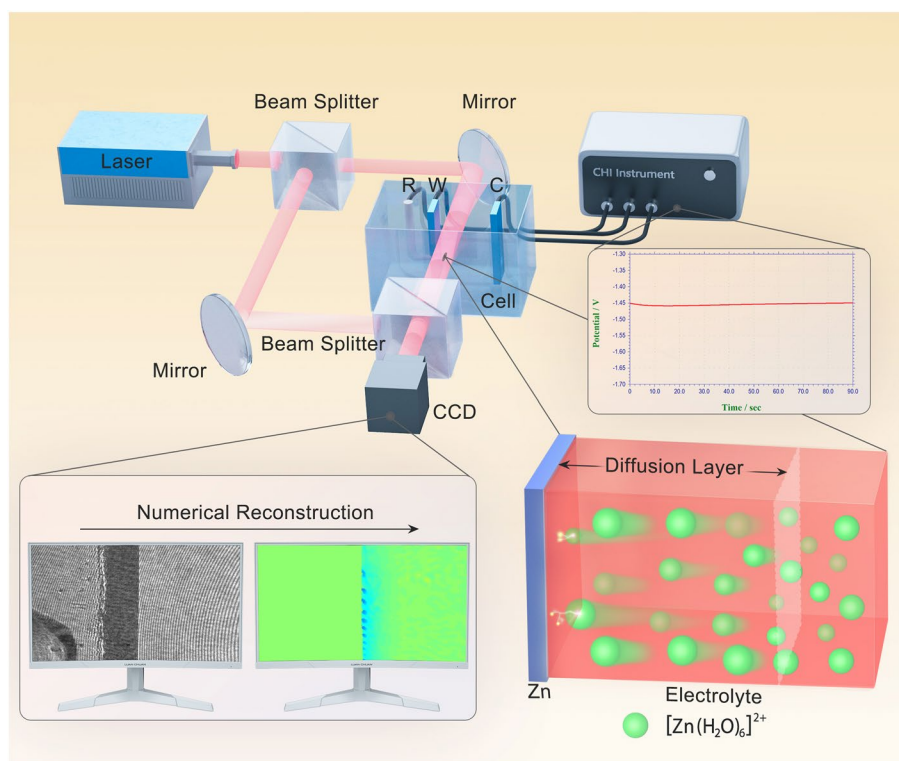 Beam Splitter
Mirror
Laser
R W C
CHI Instrument
Cell
Beam Splitter
Mirror
CCD
Potential / V
-1.30
-1.35
-1.40
-1.45
-1.50
-1.55
-1.60
-1.65
-1.70
0 10.0 20.0 30.0 40.0 50.0 60.0 70.0 80.0 90.0
Time / sec
Numerical Reconstruction
Diffusion Layer
Zn
Electrolyte
[Zn(H₂O)₆]²⁺